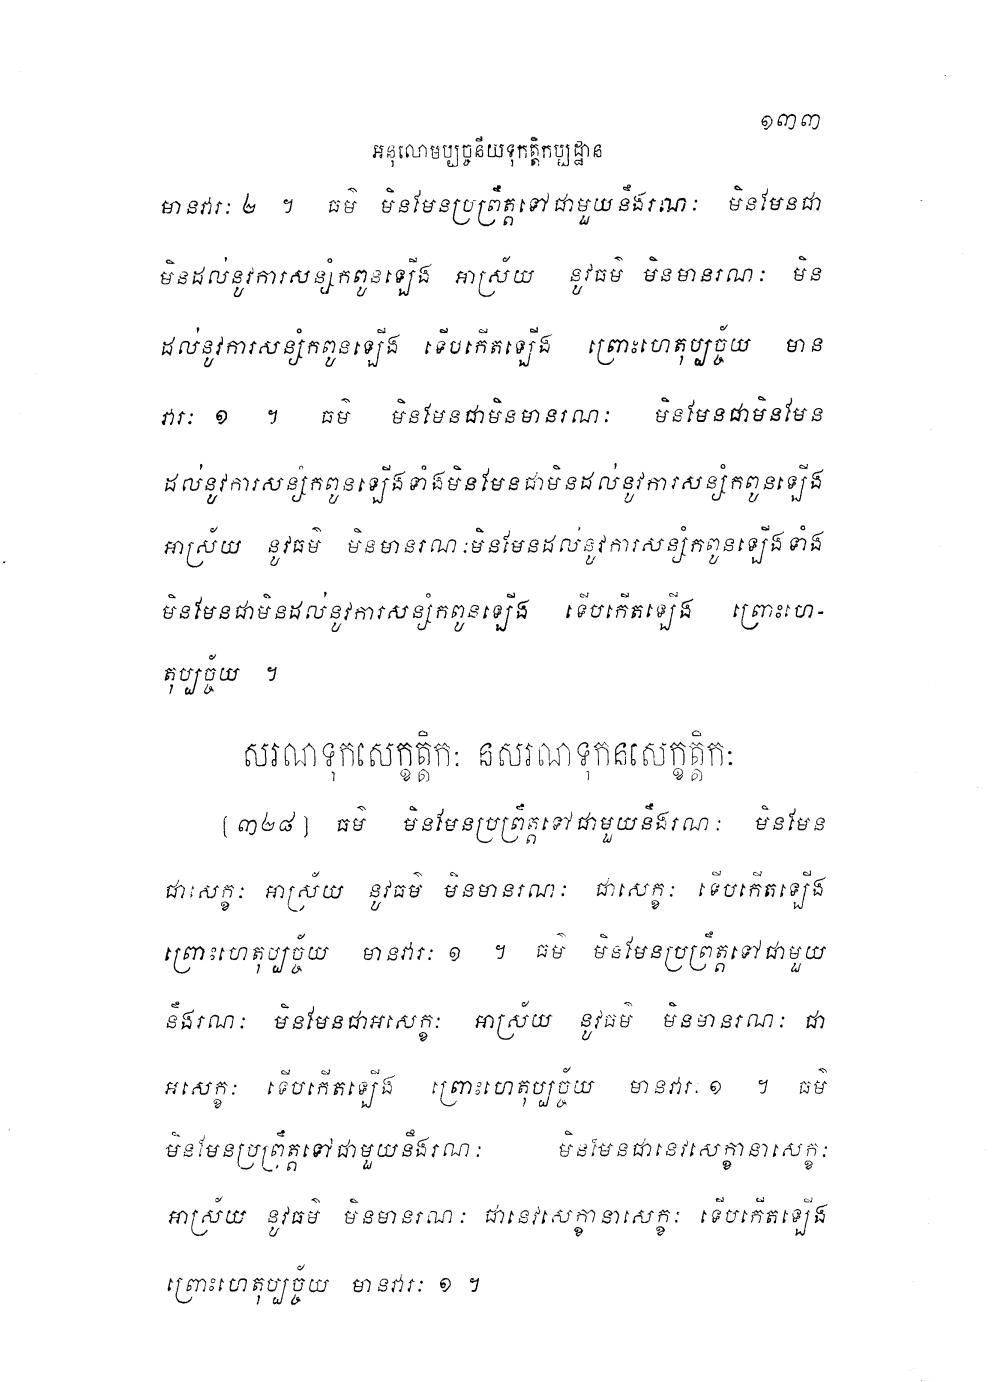 ១៣៣
អនុលោមប្បច្ចនីយទុកត្តិកប្បដ្ឋាន
មានវារៈ ២ ។ ធម៌ មិនមែនប្រព្រឹត្តទៅជាមួយនឹងរណៈ មិនមែនជា
មិនដល់នូវការសន្សំកពូនឡើង អាស្រ័យ នូវធម៌ មិនមានរណៈ មិន
ដល់នូវការសន្សំកពូនឡើង ទើបកើតឡើង ព្រោះហេតុប្បច្ច័យ មាន
វារៈ ១ ។ ធម៌ មិនមែនជាមិនមានរណៈ មិនមែនជាមិនមែន
ដល់នូវការសន្សំកពូនឡើងទាំងមិនមែនជាមិនដល់នូវការសន្សំកពូនឡើង
អាស្រ័យ នូវធម៌ មិនមានរណៈមិនមែនដល់នូវការសន្សំកពូនឡើងទាំង
មិនមែនជាមិនដល់នូវការសន្សំកពូនឡើង ទើបកើតឡើង ព្រោះហេ-
តុប្បច្ច័យ ។
សរណទុកសេក្ខត្តិកៈ នសរណទុកនសេក្ខត្តិកៈ
[៣២៨] ធម៌ មិនមែនប្រព្រឹត្តទៅជាមួយនឹងរណៈ មិនមែន
ជាសេក្ខៈ អាស្រ័យ នូវធម៌ មិនមានរណៈ ជាសេក្ខៈ ទើបកើតឡើង
ព្រោះហេតុប្បច្ច័យ មានវារៈ ១ ។ ធម៌ មិនមែនប្រព្រឹត្តទៅជាមួយ
នឹងរណៈ មិនមែនជាអសេក្ខៈ អាស្រ័យ នូវធម៌ មិនមានរណៈ ជា
អសេក្ខៈ ទើបកើតឡើង ព្រោះហេតុប្បច្ច័យ មានវារៈ ១ ។ ធម៌
មិនមែនប្រព្រឹត្តទៅជាមួយនឹងរណៈ មិនមែនជានេវសេក្ខានាសេក្ខៈ
អាស្រ័យ នូវធម៌ មិនមានរណៈ ជានេវសេក្ខានាសេក្ខៈ ទើបកើតឡើង
ព្រោះហេតុប្បច្ច័យ មានវារៈ ១ ។